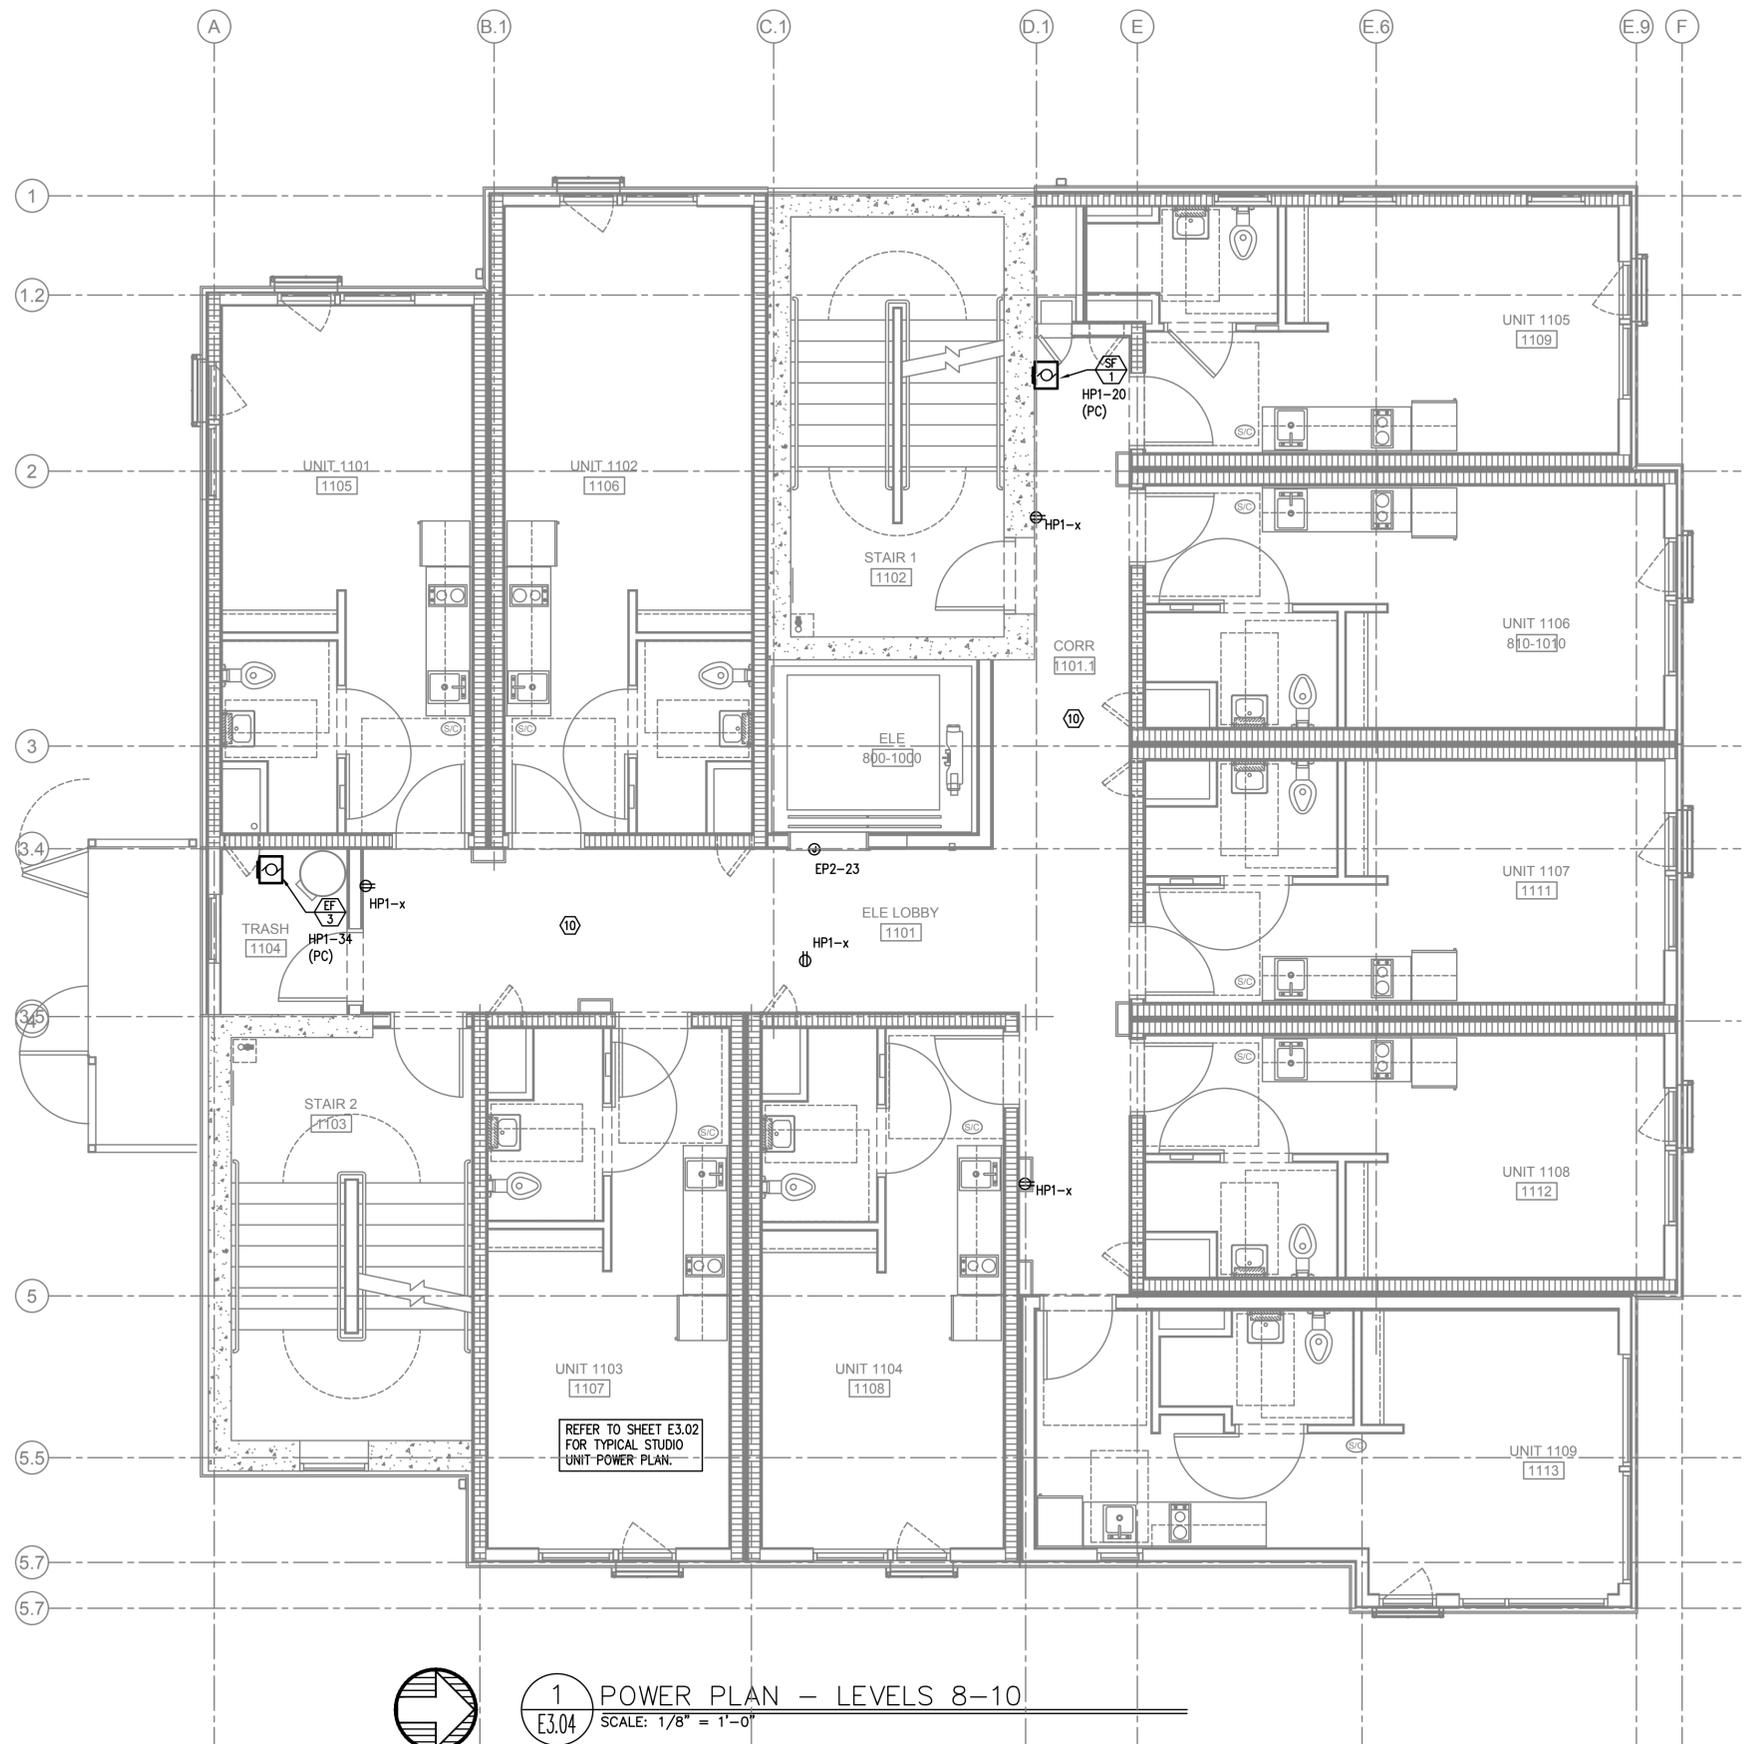 A
B.1
C.1
D.1
E
E.6
E.9
F
1
1.2
UNIT 1105
1109
SF
1
HP1-20
(PC)
S/C
2
UNIT 1101
1105
UNIT 1102
1106
S/C
HP1-x
STAIR 1
1102
UNIT 1106
810-1010
CORR
1101.1
10
S/C
S/C
3
ELE
800-1000
3.4
EP2-23
UNIT 1107
1111
HP1-x
EF
3
TRASH
1104
HP1-34
(PC)
10
ELE LOBBY
1101
HP1-x
S/C
3.5
4
S/C
STAIR 2
1103
S/C
S/C
UNIT 1108
1112
HP1-x
5
UNIT 1103
1107
UNIT 1104
1108
REFER TO SHEET E3.02
FOR TYPICAL STUDIO
UNIT POWER PLAN.
S/C
UNIT 1109
1113
5.5
5.7
5.7
1
E3.04
POWER PLAN - LEVELS 8-10
SCALE: 1/8" = 1'-0"